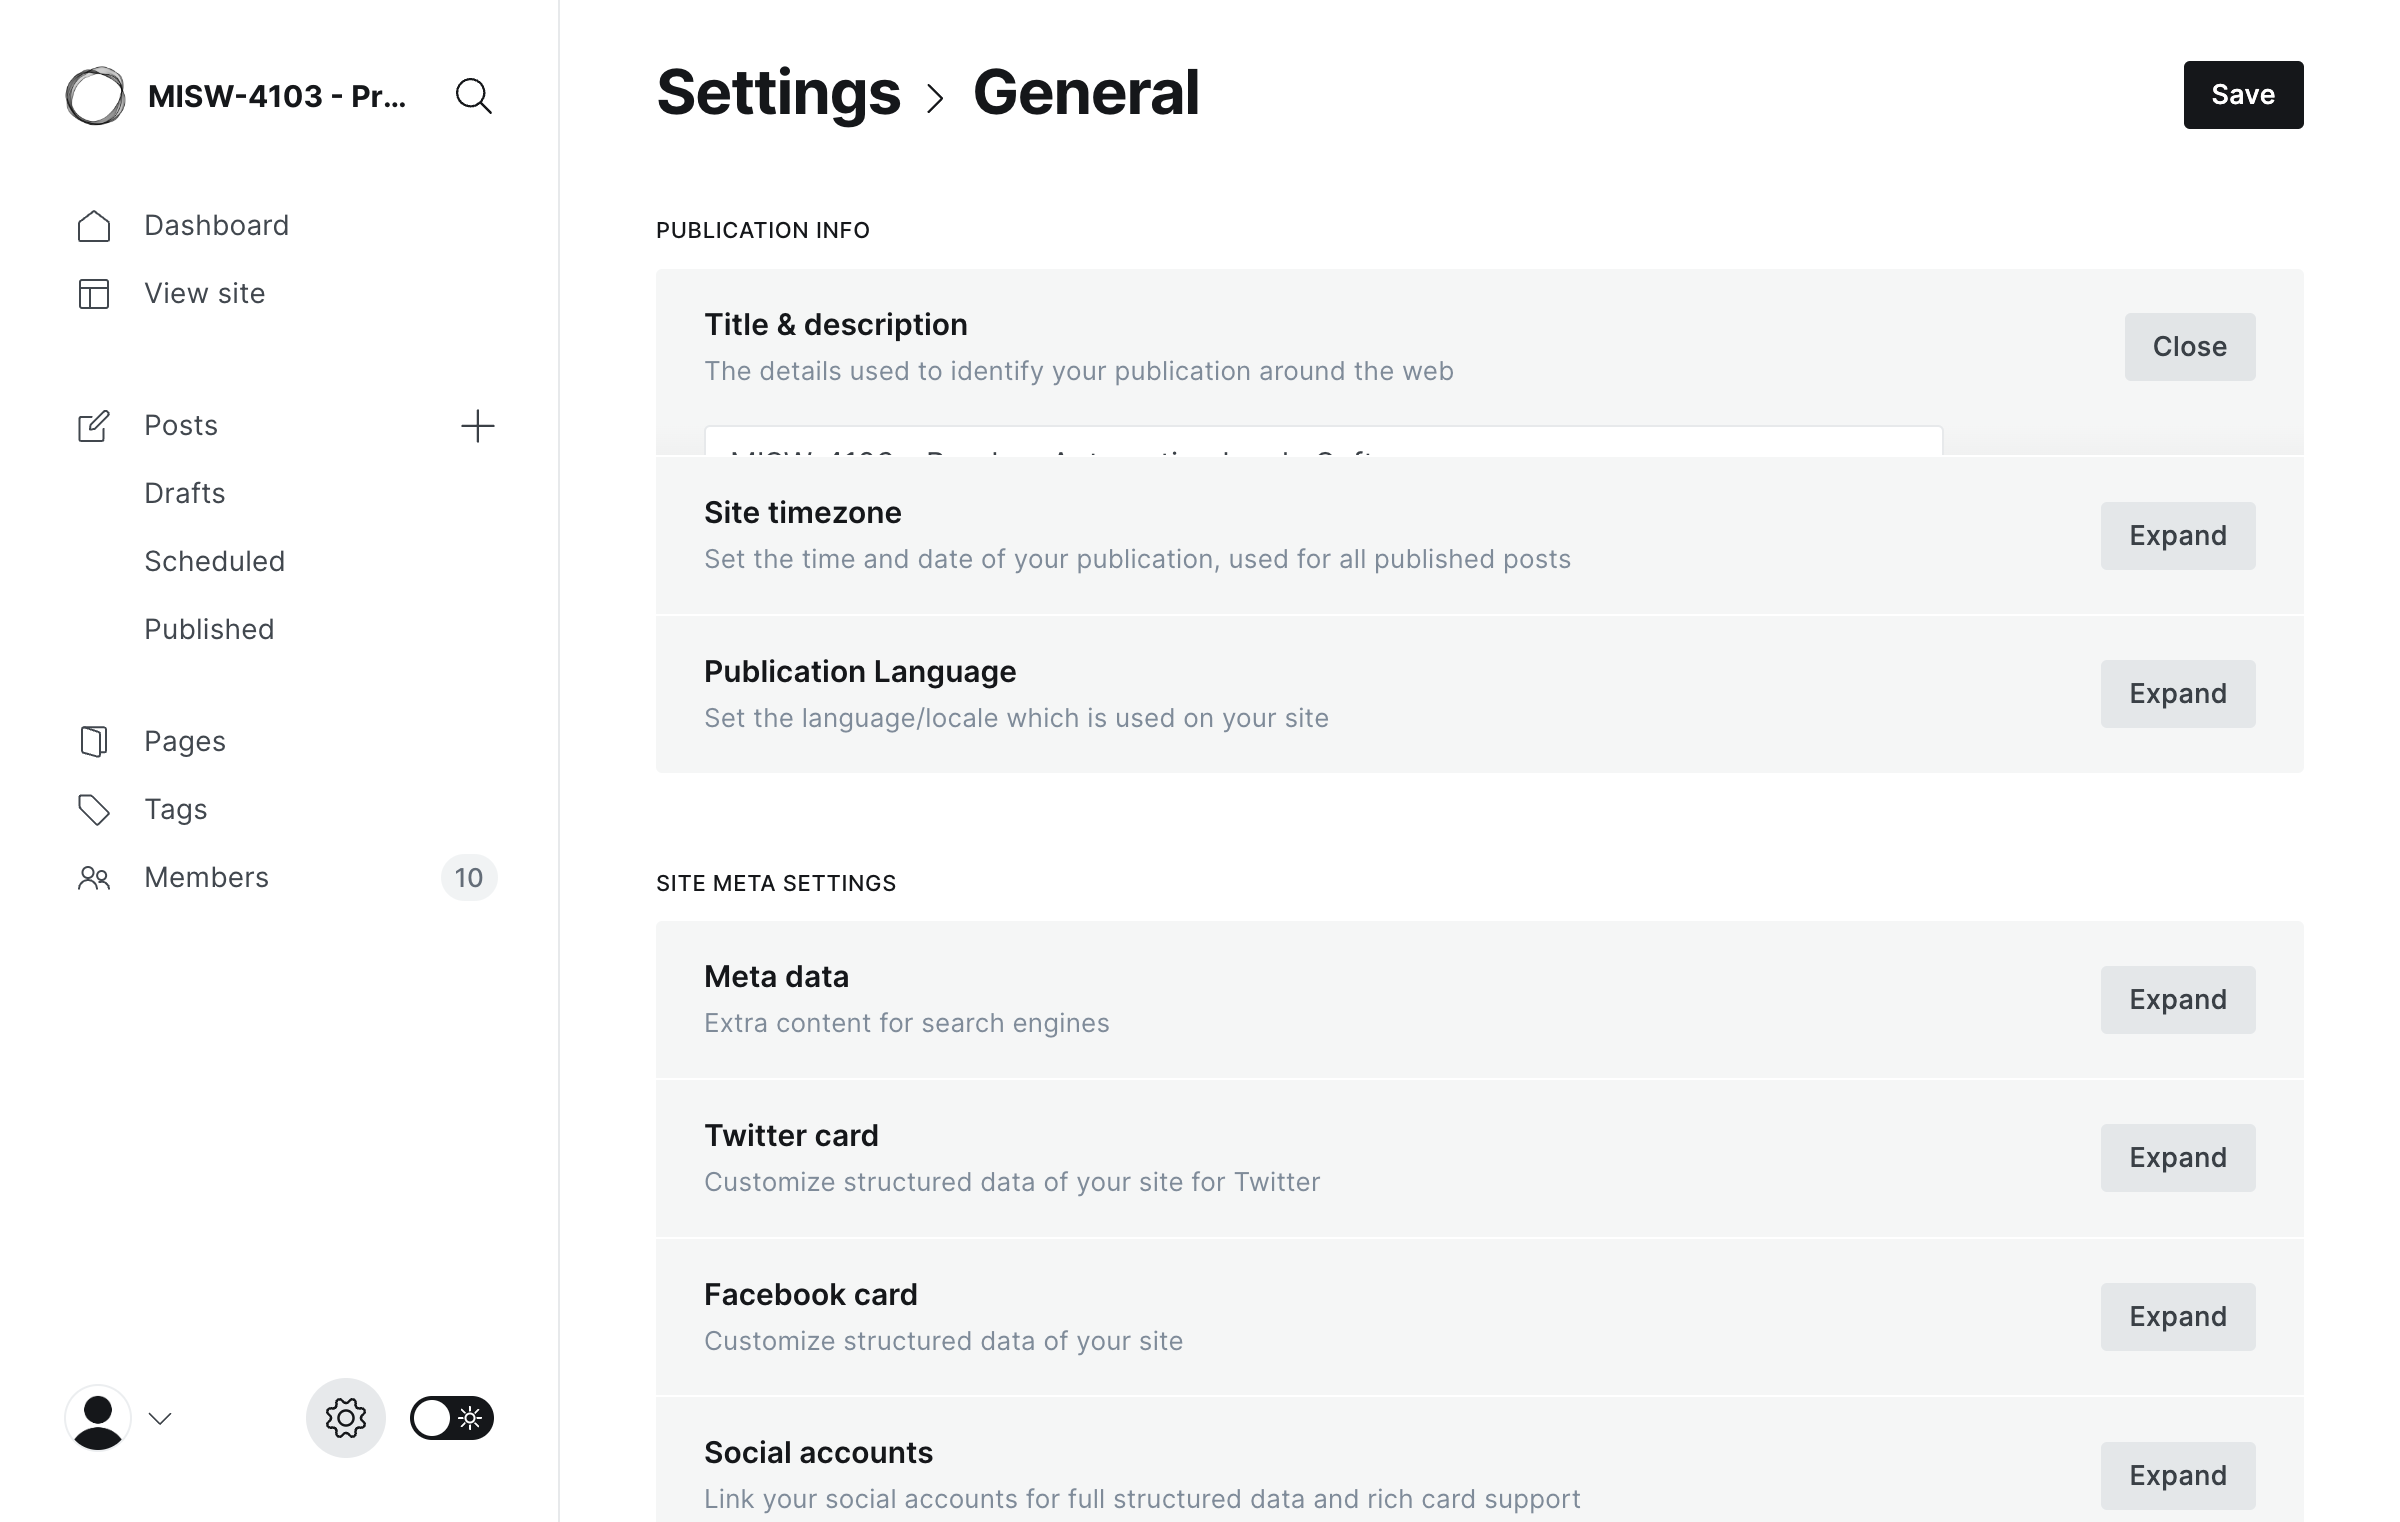 MISW-4103 - Pr...
Dashboard
View site
Posts
Drafts
Scheduled
Published
Pages
Tags
Members
10
Settings > General
Save
PUBLICATION INFO
Title & description
The details used to identify your publication around the web
Close
Site timezone
Set the time and date of your publication, used for all published posts
Expand
Publication Language
Set the language/locale which is used on your site
Expand
SITE META SETTINGS
Meta data
Extra content for search engines
Expand
Twitter card
Customize structured data of your site for Twitter
Expand
Facebook card
Customize structured data of your site
Expand
Social accounts
Link your social accounts for full structured data and rich card support
Expand